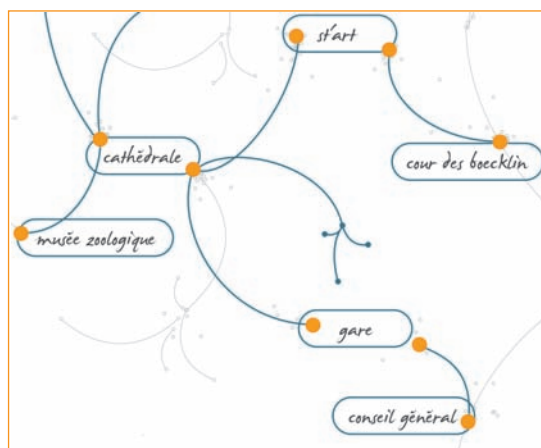 st'art
cathédrale
cour des boecklin
musée zoologique
gare
conseil général